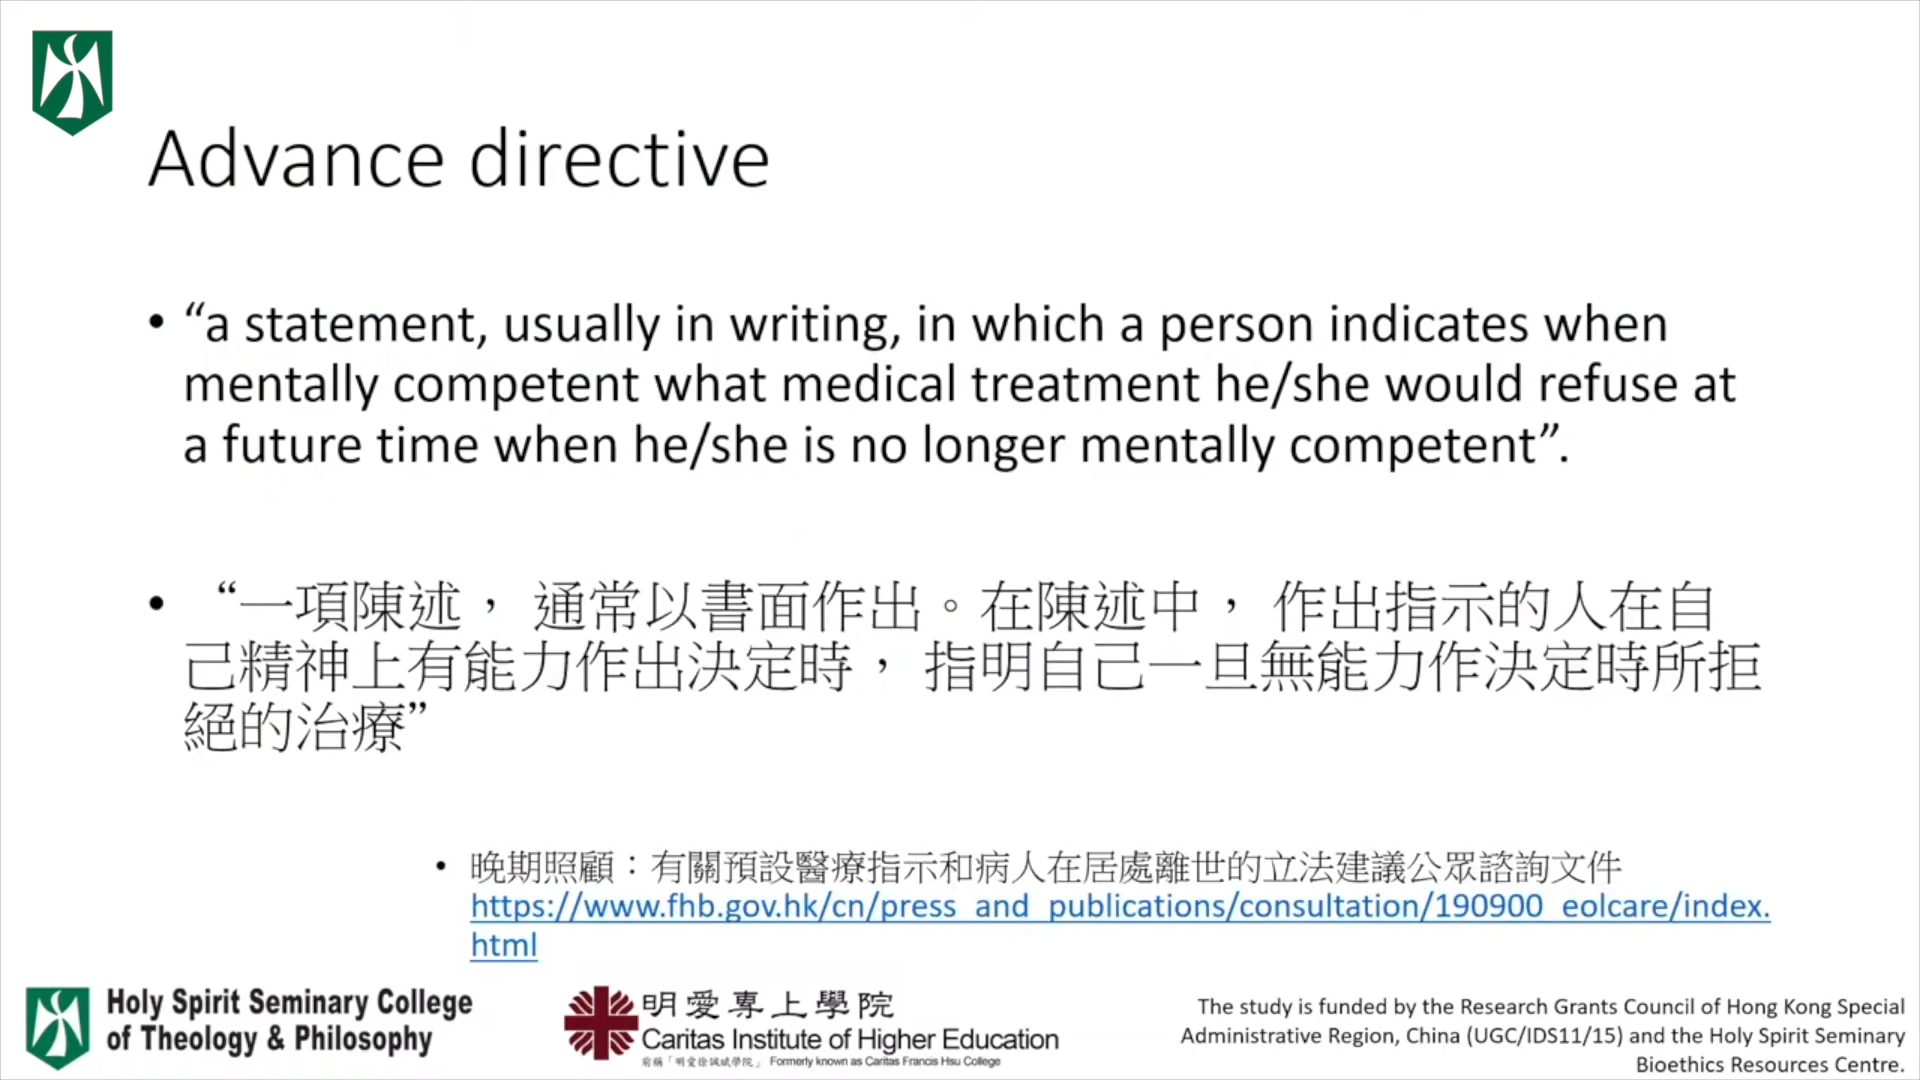 Advance directive
• “a statement, usually in writing, in which a person indicates when
mentally competent what medical treatment he/she would refuse at
a future time when he/she is no longer mentally competent”.
• “一項陳述， 通常以書面作出。在陳述中， 作出指示的人在自
己精神上有能力作出決定時， 指明自己一旦無能力作決定時所拒
絕的治療”
• 晚期照顧：有關預設醫療指示和病人在居處離世的立法建議公眾諮詢文件
https://www.fhb.gov.hk/cn/press_and_publications/consultation/190900_eolcare/index.
html
Holy Spirit Seminary College
of Theology & Philosophy
明愛專上學院
Caritas Institute of Higher Education
前稱「明愛徐誠斌學院」 Formerly known as Caritas Francis Hsu College
The study is funded by the Research Grants Council of Hong Kong Special
Administrative Region, China (UGC/IDS11/15) and the Holy Spirit Seminary
Bioethics Resources Centre.